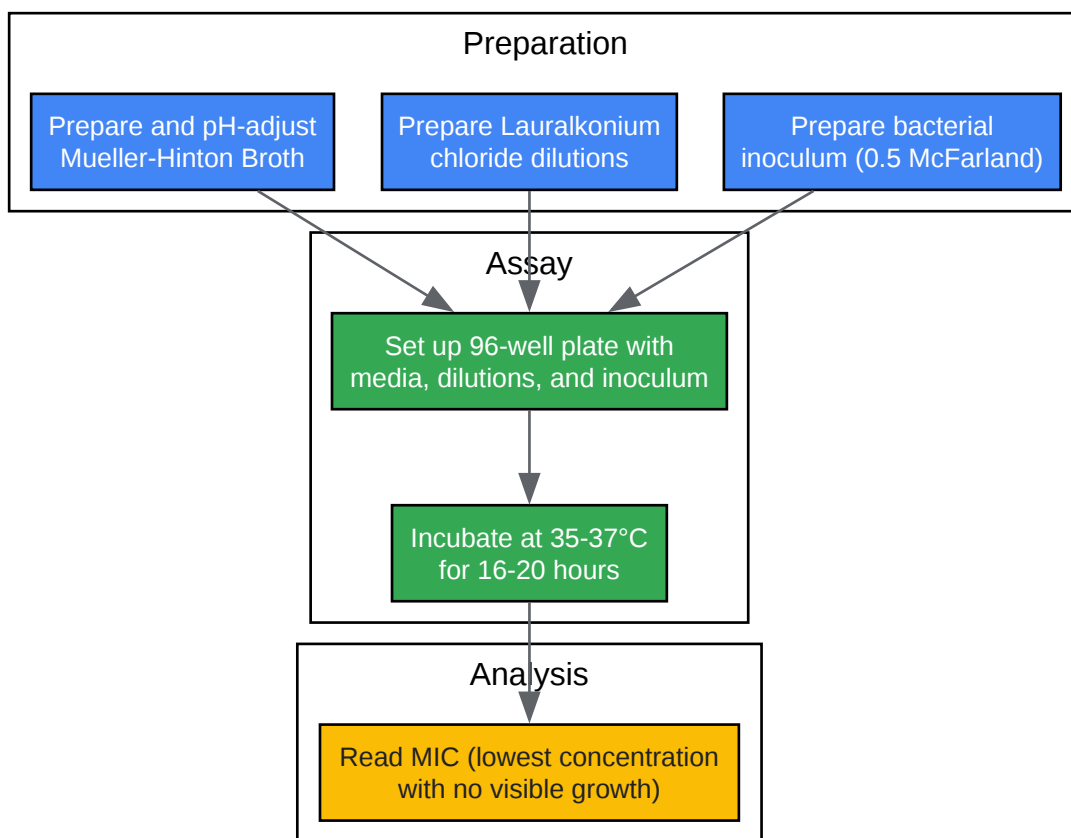 Preparation
Prepare and pH-adjust
Mueller-Hinton Broth
Prepare Lauralkonium
chloride dilutions
Prepare bacterial
inoculum (0.5 McFarland)
Assay
Set up 96-well plate with
media, dilutions, and inoculum
Incubate at 35-37°C
for 16-20 hours
Analysis
Read MIC (lowest concentration
with no visible growth)